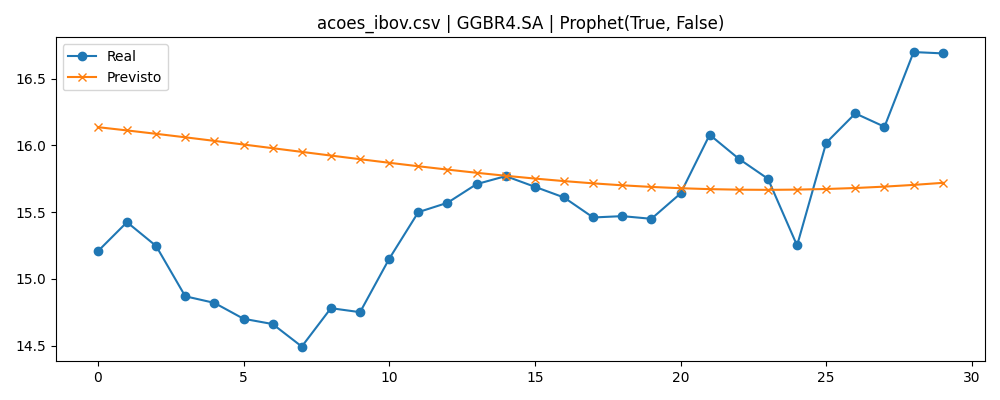 acoes_ibov.csv | GGBR4.SA | Prophet(True, False)
Real
Previsto
16.5
16.0
15.5
15.0
14.5
0 5 10 15 20 25 30